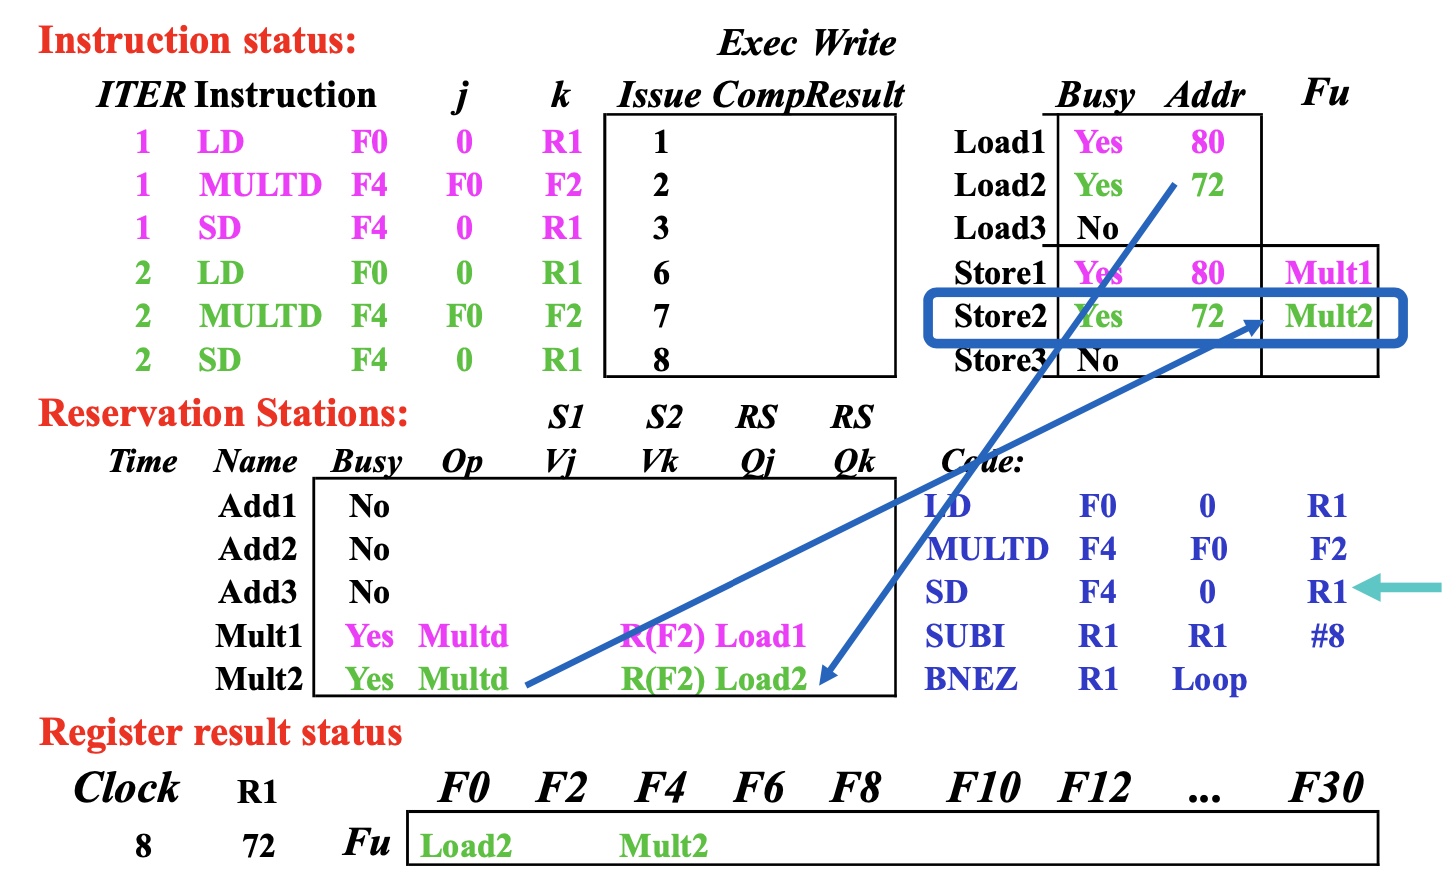 Instruction status: Exec Write
ITER Instruction j k Issue CompResult Busy Addr Fu
1 LD F0 0 R1 1 Load1 Yes 80
1 MULTD F4 F0 F2 2 Load2 Yes 72
1 SD F4 0 R1 3 Load3 No
2 LD F0 0 R1 6 Store1 Yes 80 Mult1
2 MULTD F4 F0 F2 7 Store2 Yes 72 Mult2
2 SD F4 0 R1 8 Store3 No
Reservation Stations: S1 S2 RS RS
Time Name Busy Op Vj Vk Qj Qk Code:
Add1 No LD F0 0 R1
Add2 No MULTD F4 F0 F2
Add3 No SD F4 0 R1
Mult1 Yes Multd R(F2) Load1 SUBI R1 R1 #8
Mult2 Yes Multd R(F2) Load2 BNEZ R1 Loop
Register result status
Clock R1 F0 F2 F4 F6 F8 F10 F12 ... F30
8 72 Fu Load2 Mult2